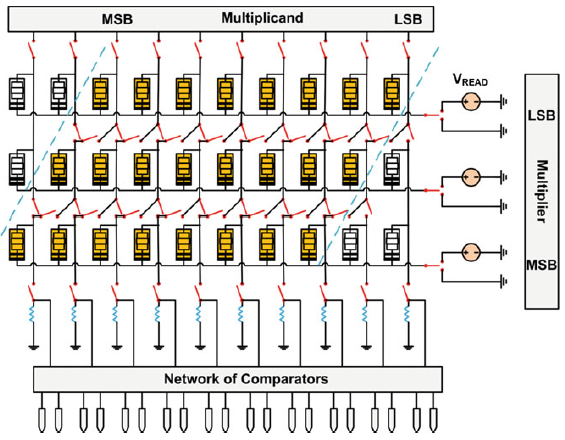 MSB Multiplicand LSB
VREAD
LSB
Multiplier
MSB
Network of Comparators